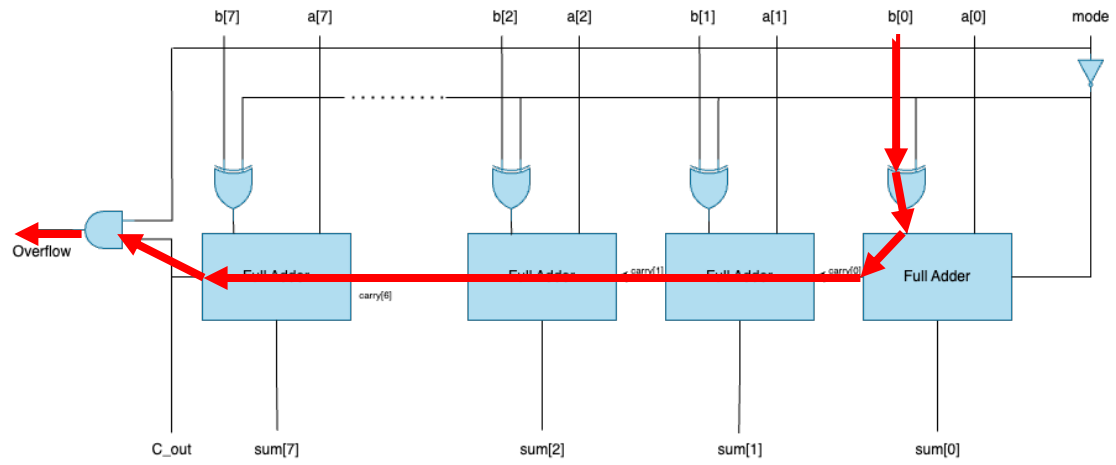 b[7] a[7] b[2] a[2] b[1] a[1] b[0] a[0] mode
Overflow
Full Adder Full Adder Full Adder Full Adder
carry[1] carry[0]
carry[6]
C_out sum[7] sum[2] sum[1] sum[0]